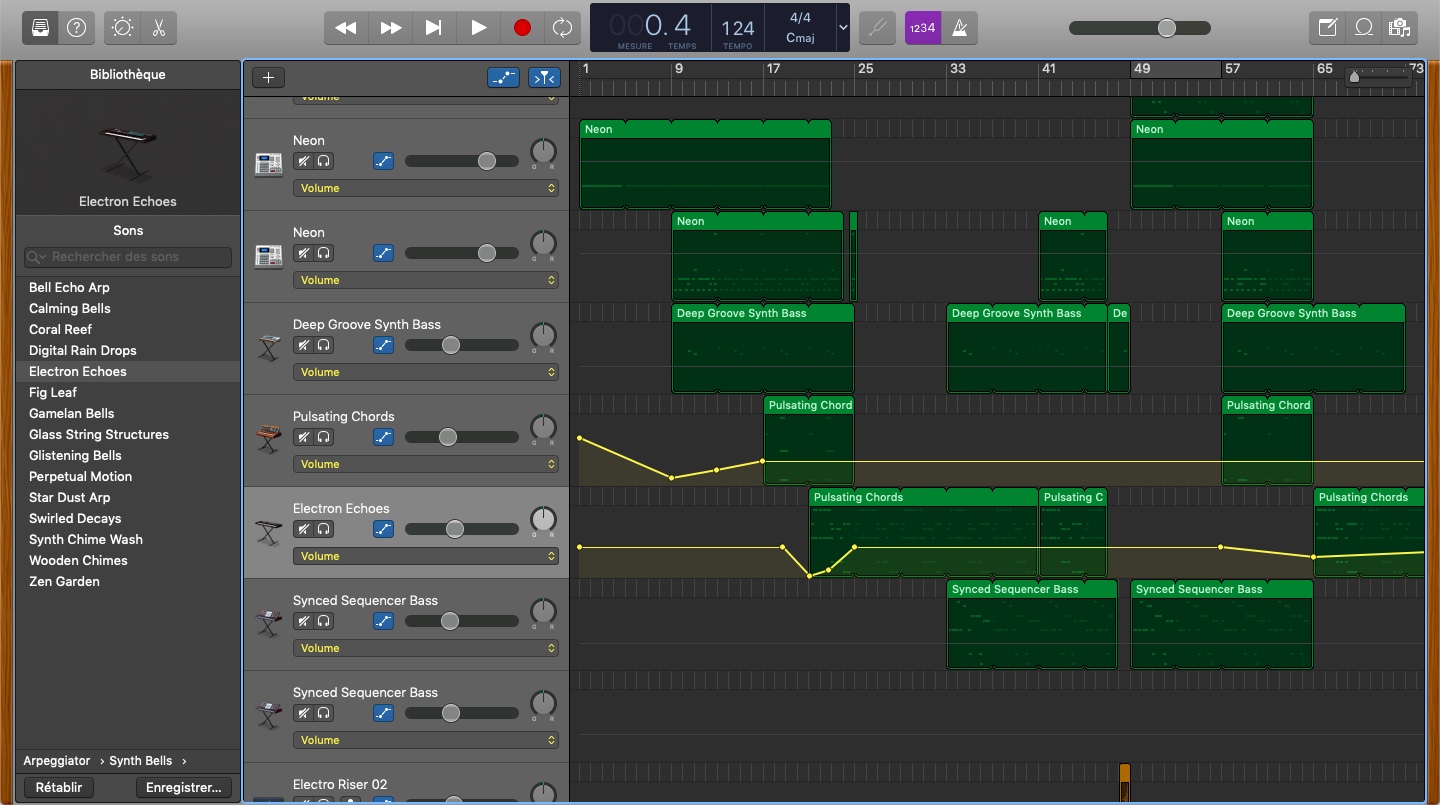 0. 4
124
4/4
Cmaj
MESURE TEMPS
TEMPO
1234
Bibliothèque
Electron Echoes
Sons
Rechercher des sons
Bell Echo Arp
Calming Bells
Coral Reef
Digital Rain Drops
Electron Echoes
Fig Leaf
Gamelan Bells
Glass String Structures
Glistening Bells
Perpetual Motion
Star Dust Arp
Swirled Decays
Synth Chime Wash
Wooden Chimes
Zen Garden
Arpeggiator › Synth Bells ›
Rétablir
Enregistrer...
1 9 17 25 33 41 49 57 65 73
Volume
Neon
G R
Volume
Neon
Neon
Neon
G R
Volume
Neon
Neon
Neon
Deep Groove Synth Bass
G R
Volume
Deep Groove Synth Bass
Deep Groove Synth Bass
De
Deep Groove Synth Bass
Pulsating Chords
G R
Volume
Pulsating Chord
Pulsating Chord
Electron Echoes
G R
Volume
Pulsating Chords
Pulsating C
Pulsating Chords
Synced Sequencer Bass
G R
Volume
Synced Sequencer Bass
Synced Sequencer Bass
Synced Sequencer Bass
G R
Volume
Electro Riser 02